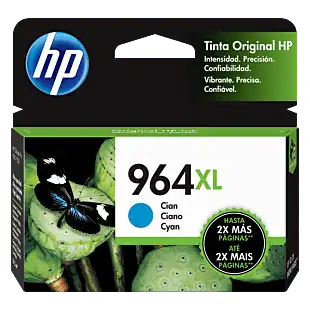 hp
Tinta Original HP
Intensidad. Precisión.
Confiabilidad.
Vibrante. Precisa.
Confiável.
964XL
Cian
Ciano
Cyan
HASTA
2X MÁS
PÁGINAS**
ATÉ
2X MAIS
PÁGINAS**